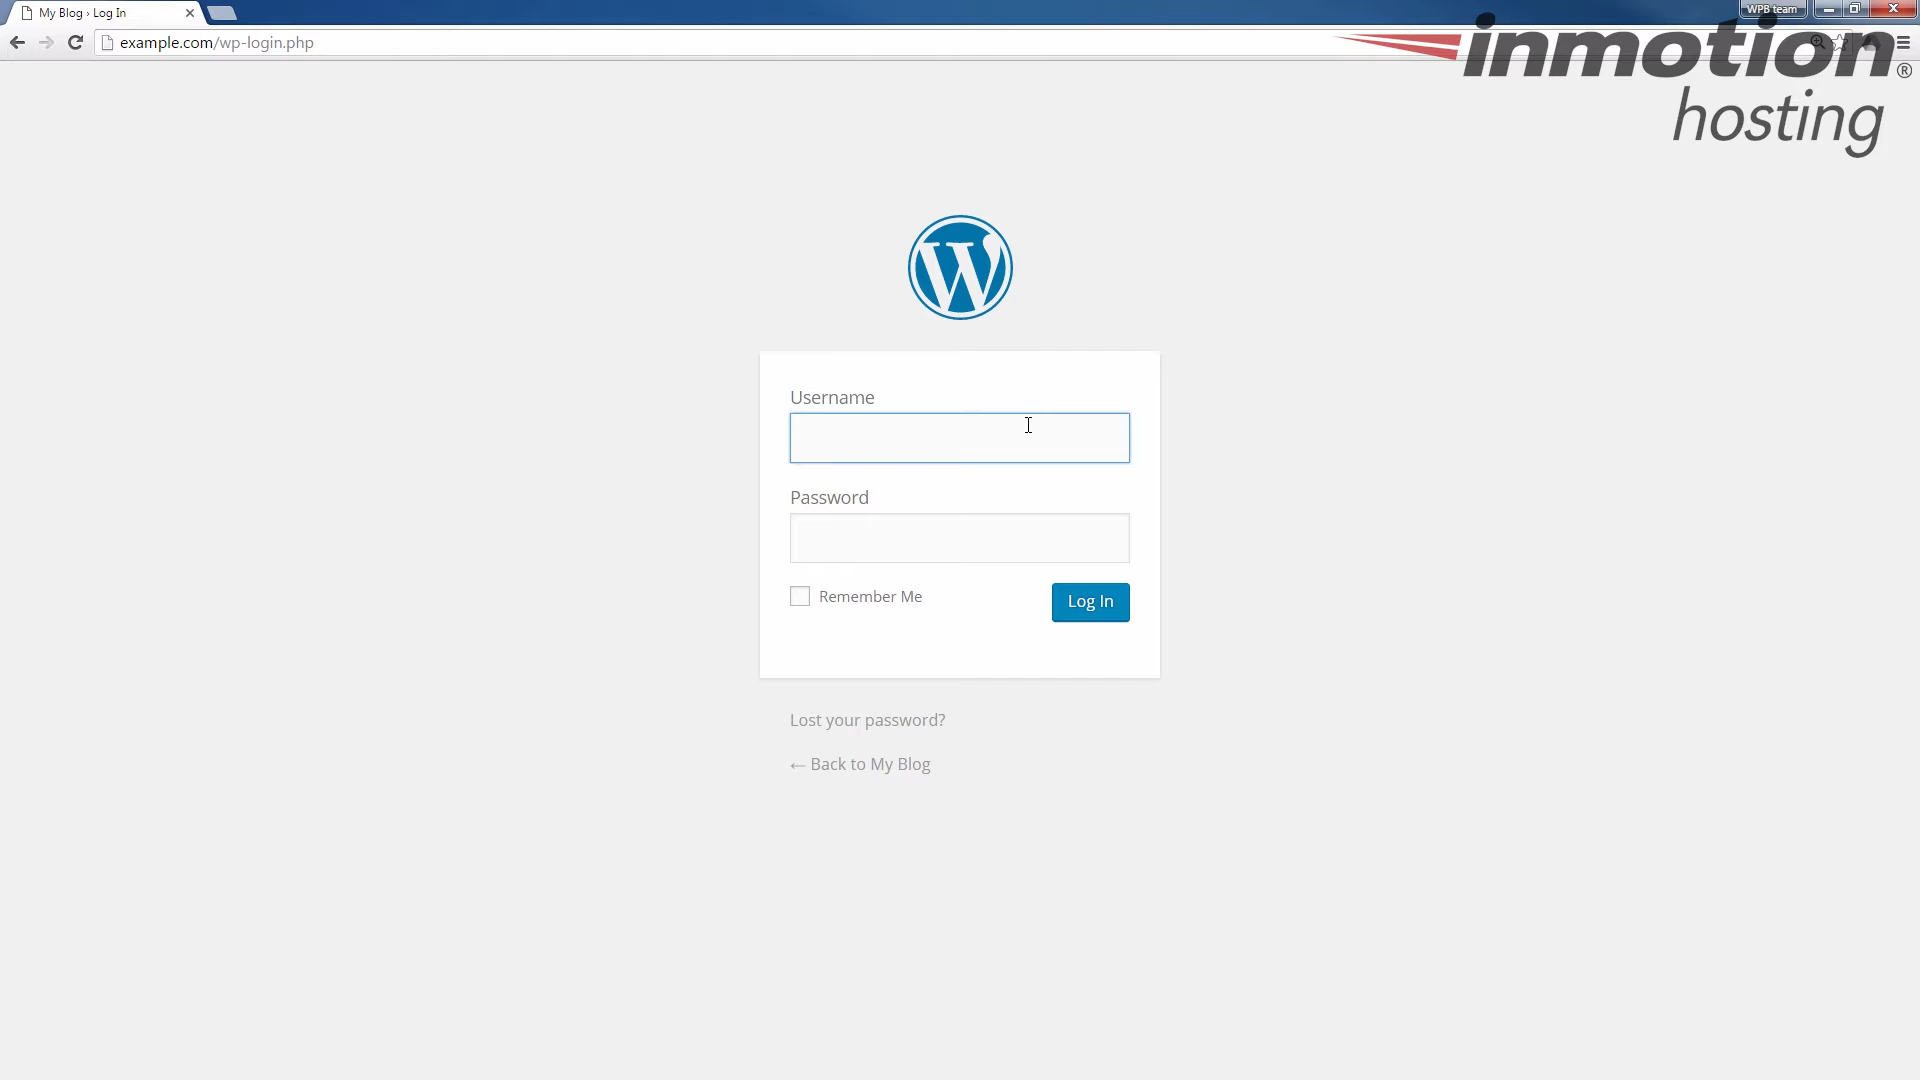 My Blog › Log In
WPB team
example.com/wp-login.php
inmotion®
hosting
Username
Password
Remember Me
Log In
Lost your password?
← Back to My Blog